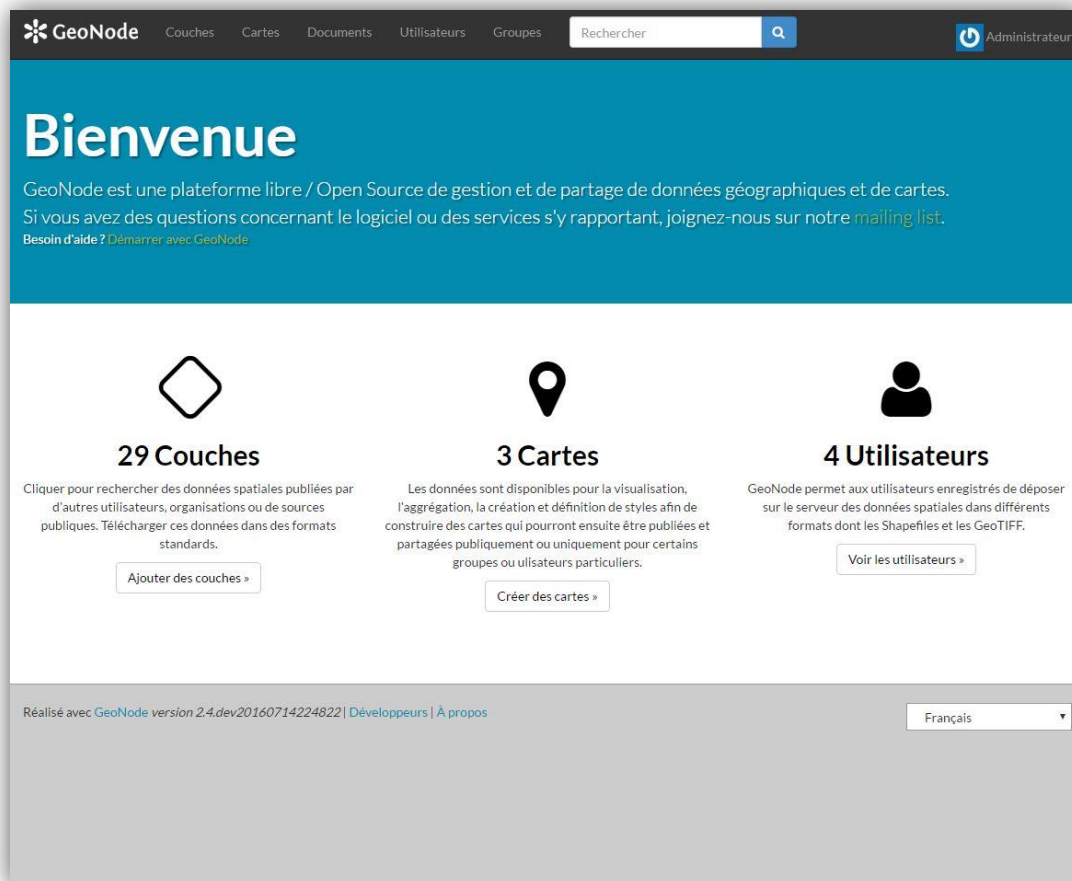 GeoNode Couches Cartes Documents Utilisateurs Groupes Rechercher Administrateur
Bienvenue
GeoNode est une plateforme libre / Open Source de gestion et de partage de données géographiques et de cartes.
Si vous avez des questions concernant le logiciel ou des services s'y rapportant, joignez-nous sur notre mailing list.
Besoin d'aide ? Démarrer avec GeoNode
29 Couches
Cliquer pour rechercher des données spatiales publiées par
d'autres utilisateurs, organisations ou de sources
publiques. Télécharger ces données dans des formats
standards.
Ajouter des couches »
3 Cartes
Les données sont disponibles pour la visualisation,
l'aggrégation, la création et définition de styles afin de
construire des cartes qui pourront ensuite être publiées et
partagées publiquement ou uniquement pour certains
groupes ou ulisateurs particuliers.
Créer des cartes »
4 Utilisateurs
GeoNode permet aux utilisateurs enregistrés de déposer
sur le serveur des données spatiales dans différents
formats dont les Shapefiles et les GeoTIFF.
Voir les utilisateurs »
Réalisé avec GeoNode version 2.4.dev20160714224822 | Développeurs | À propos
Français